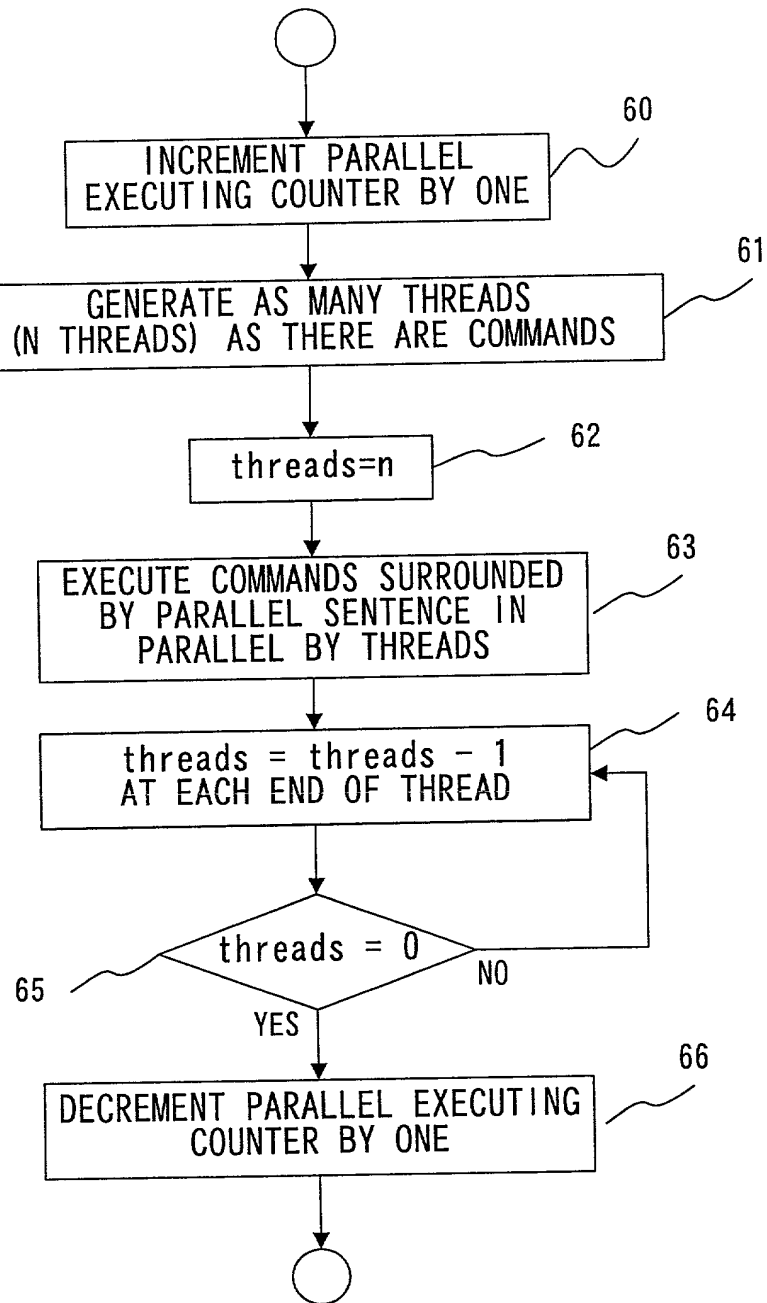 60
INCREMENT PARALLEL
EXECUTING COUNTER BY ONE
61
GENERATE AS MANY THREADS
(N THREADS) AS THERE ARE COMMANDS
62
threads=n
63
EXECUTE COMMANDS SURROUNDED
BY PARALLEL SENTENCE IN
PARALLEL BY THREADS
64
threads = threads - 1
AT EACH END OF THREAD
threads = 0
NO
65
YES
66
DECREMENT PARALLEL EXECUTING
COUNTER BY ONE